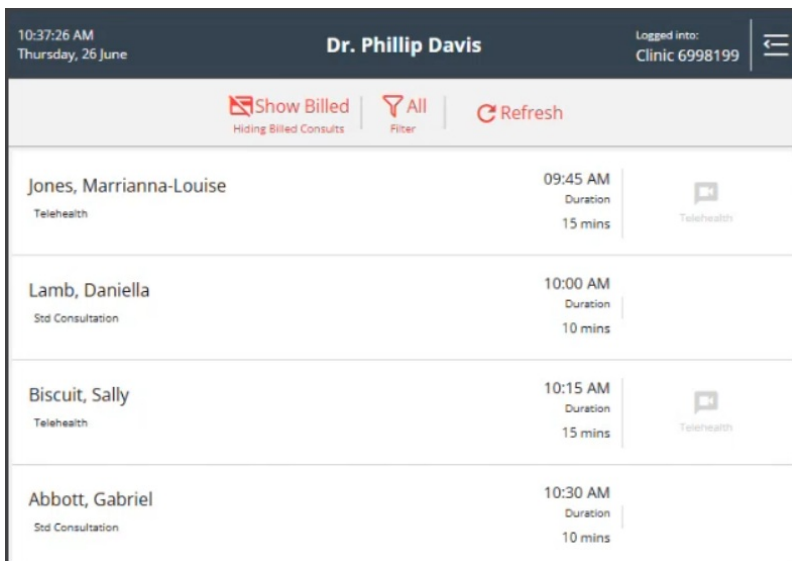 10:37:26 AM
Thursday, 26 June
Dr. Phillip Davis
Logged into:
Clinic 6998199
Show Billed
Hiding Billed Consults
All
Filter
Refresh
Jones, Marrianna-Louise
Telehealth
09:45 AM
Duration
15 mins
Telehealth
Lamb, Daniella
Std Consultation
10:00 AM
Duration
10 mins
Biscuit, Sally
Telehealth
10:15 AM
Duration
15 mins
Telehealth
Abbott, Gabriel
Std Consultation
10:30 AM
Duration
10 mins